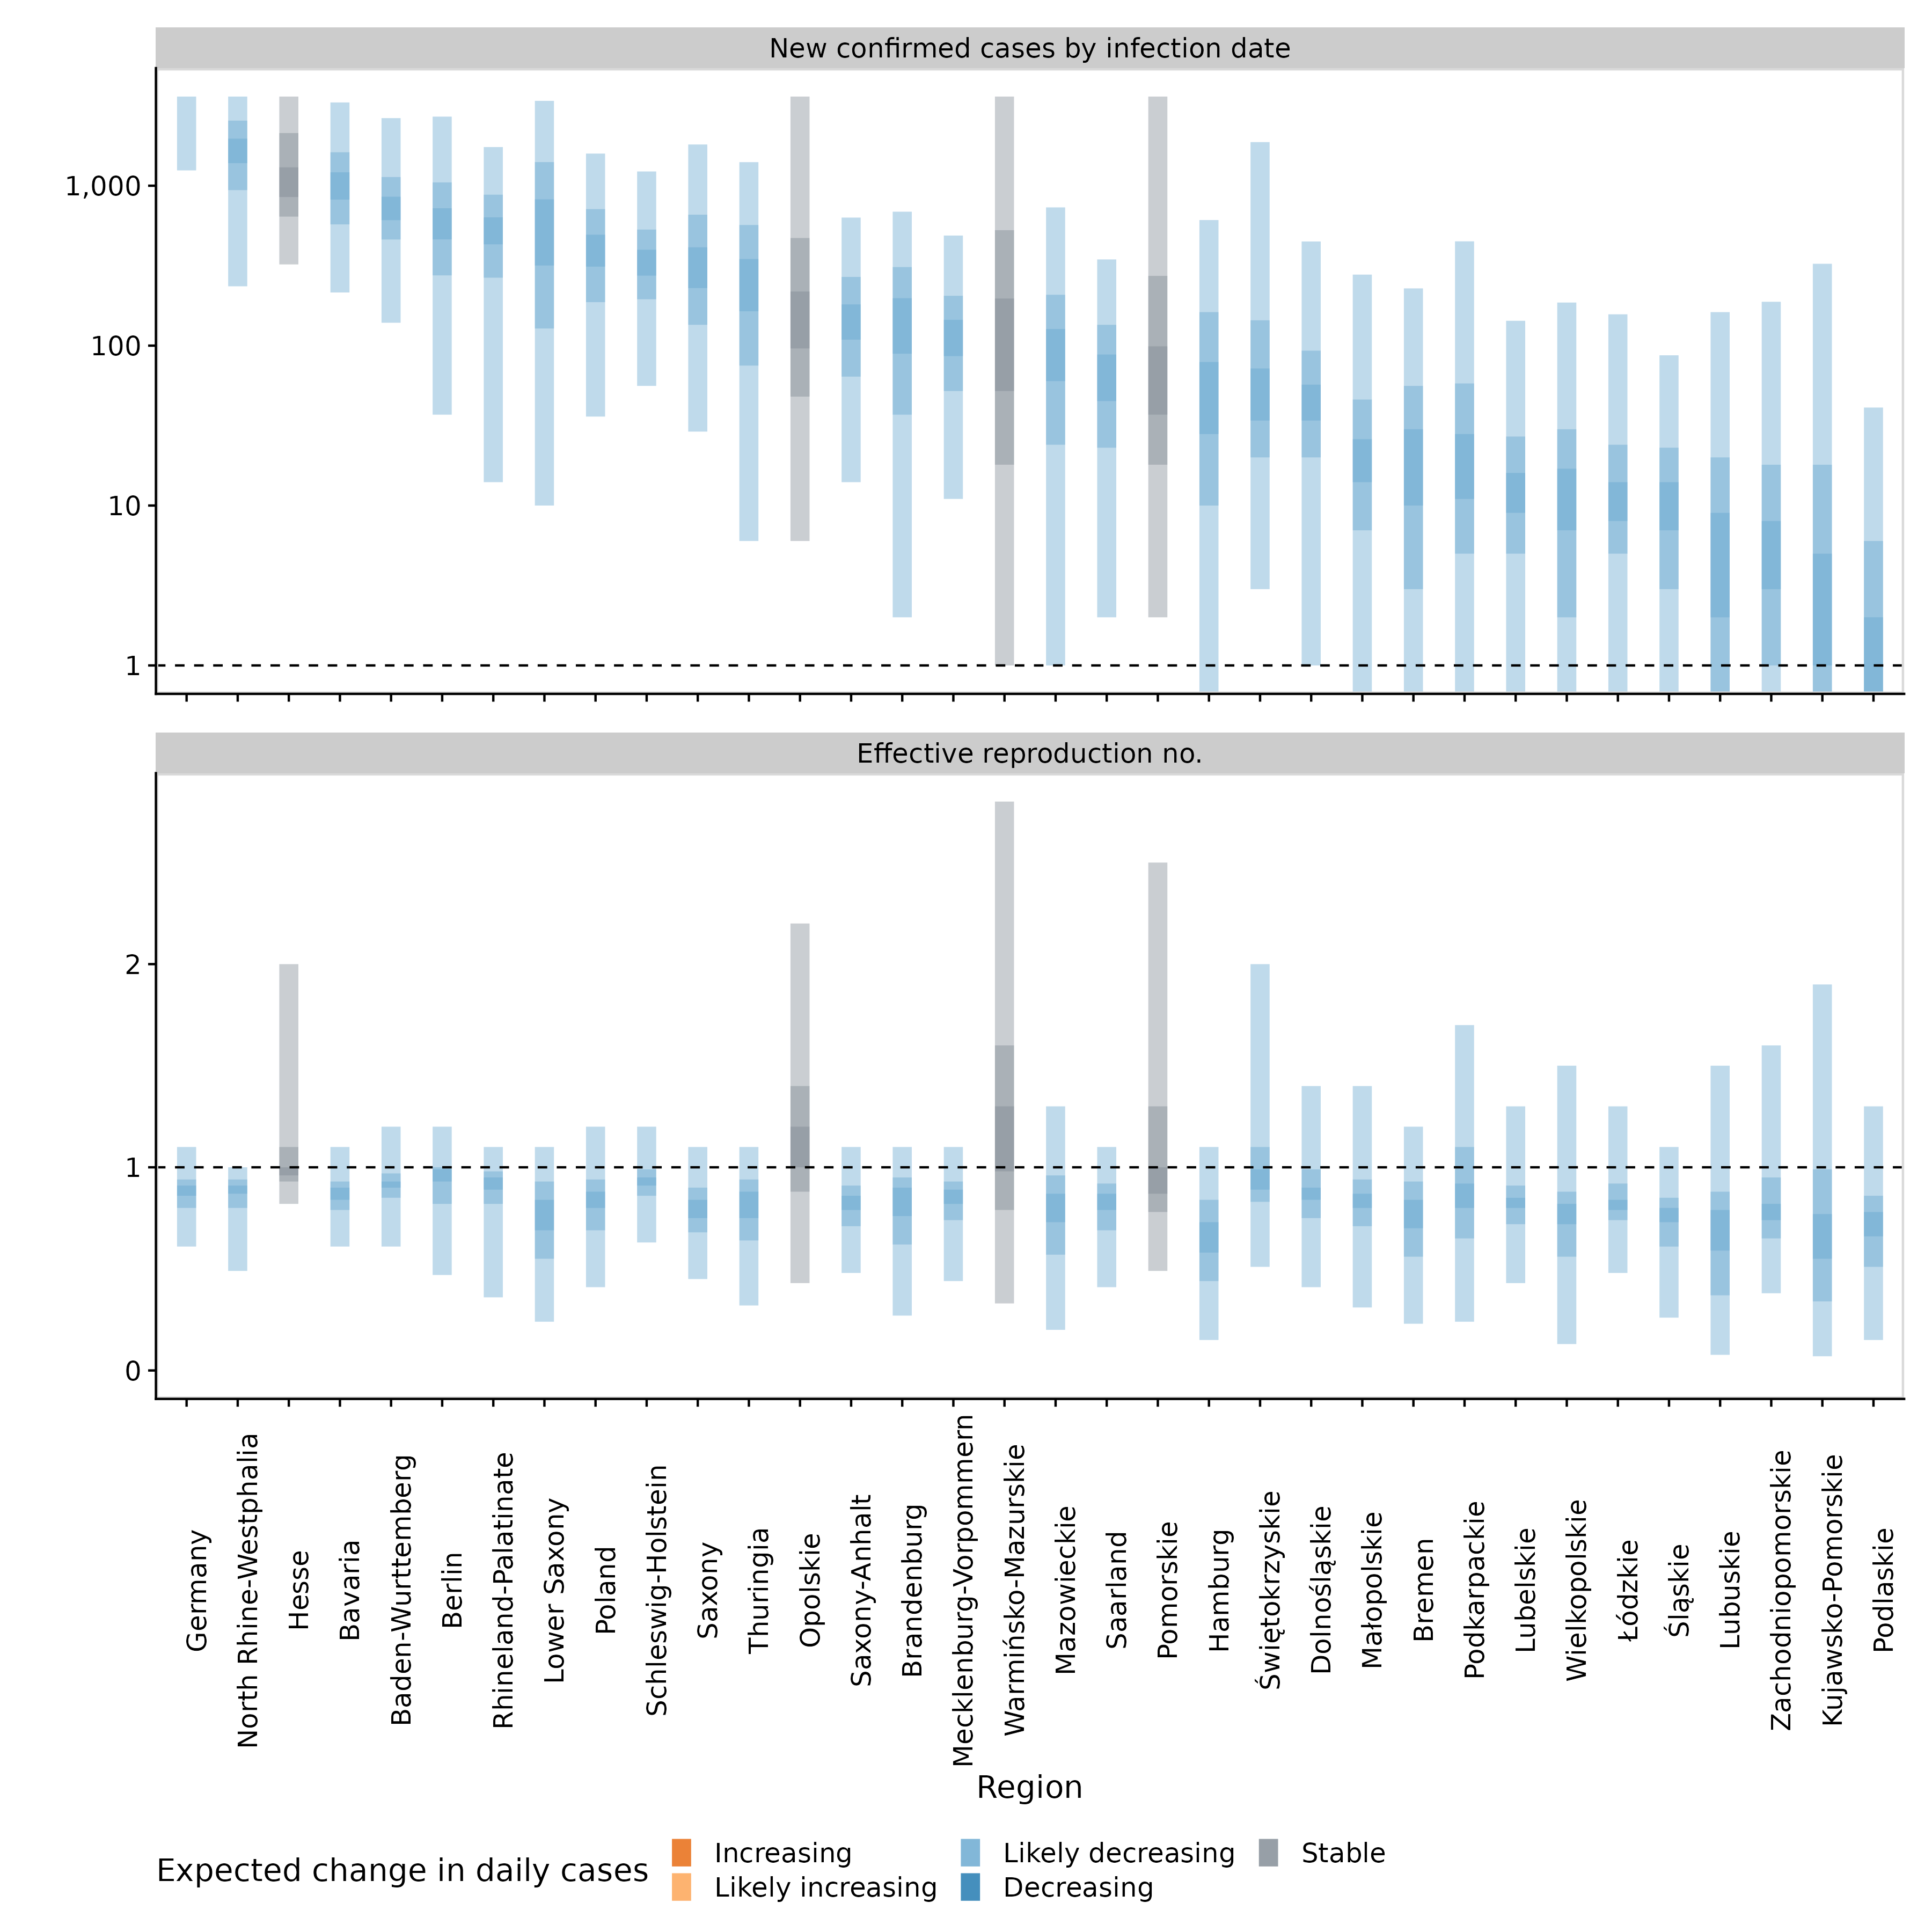 New confirmed cases by infection date
1,000
100
10
1
Effective reproduction no.
2
1
0
Germany
North Rhine-Westphalia
Hesse
Bavaria
Baden-Wurttemberg
Berlin
Rhineland-Palatinate
Lower Saxony
Poland
Schleswig-Holstein
Saxony
Thuringia
Opolskie
Saxony-Anhalt
Brandenburg
Mecklenburg-Vorpommern
Warmińsko-Mazurskie
Mazowieckie
Saarland
Pomorskie
Hamburg
Świętokrzyskie
Dolnośląskie
Małopolskie
Bremen
Podkarpackie
Lubelskie
Wielkopolskie
Łódzkie
Śląskie
Lubuskie
Zachodniopomorskie
Kujawsko-Pomorskie
Podlaskie
Region
Expected change in daily cases
Increasing
Likely increasing
Likely decreasing
Decreasing
Stable